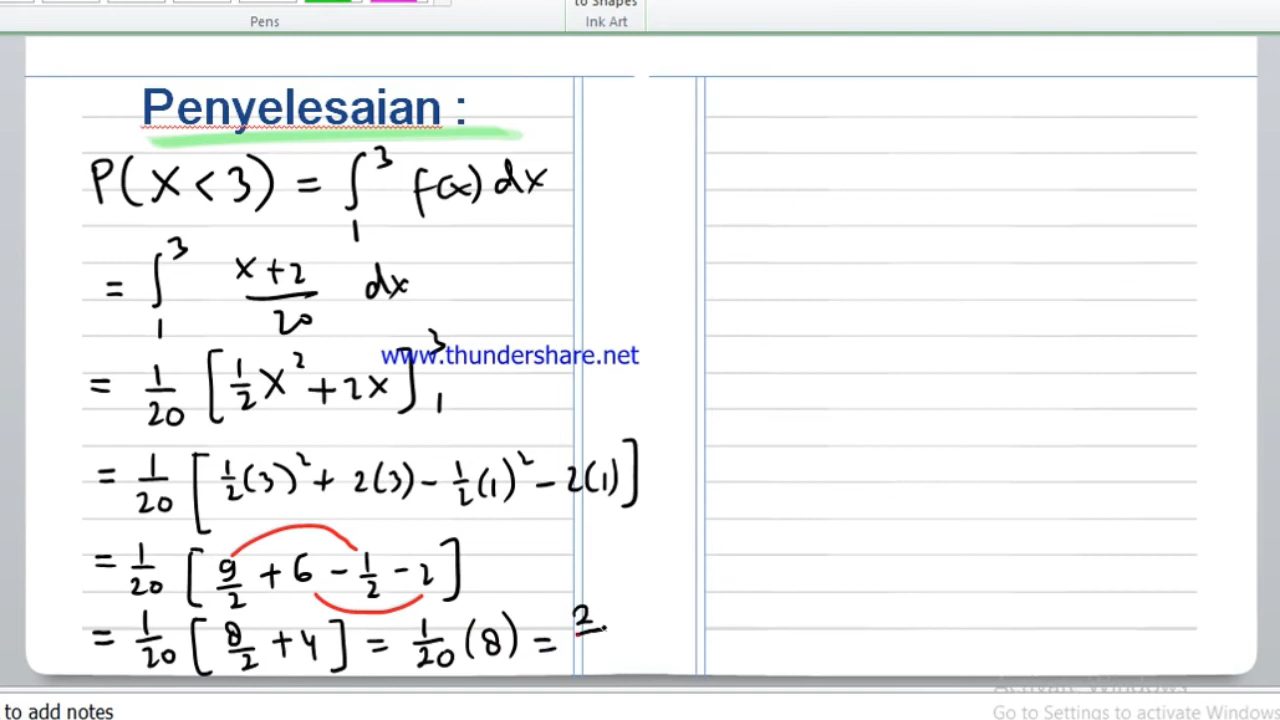 to Shapes
Pens
Ink Art
Penyelesaian :
P(X < 3) = ∫₁³ f(x) dx
= ∫₁³ (x+2)/20 dx
www.thundershare.net
= 1/20 [1/2 X² + 2X]₁³
= 1/20 [1/2 (3)² + 2(3) - 1/2 (1)² - 2(1)]
= 1/20 [9/2 + 6 - 1/2 - 2]
= 1/20 [8/2 + 4] = 1/20 (8) = 2
to add notes
Go to Settings to activate Windows